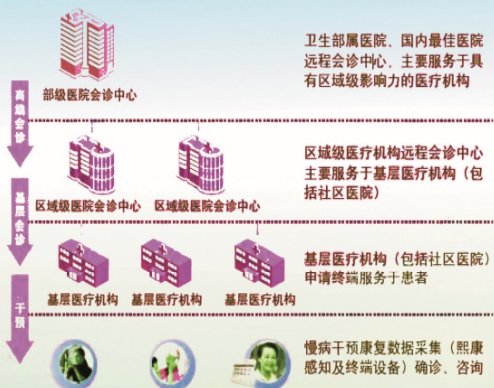 卫生部属医院、国内最佳医院
远程会诊中心，主要服务于具
有区域级影响力的医疗机构
部级医院会诊中心
高端会诊
区域级医疗机构远程会诊中心
主要服务于基层医疗机构（包
括社区医院）
区域级医院会诊中心
区域级医院会诊中心
基层会诊
基层医疗机构（包括社区医院）
申请终端服务于患者
基层医疗机构
基层医疗机构
基层医疗机构
干预
慢病干预康复数据采集（熙康
感知及终端设备）确诊、咨询